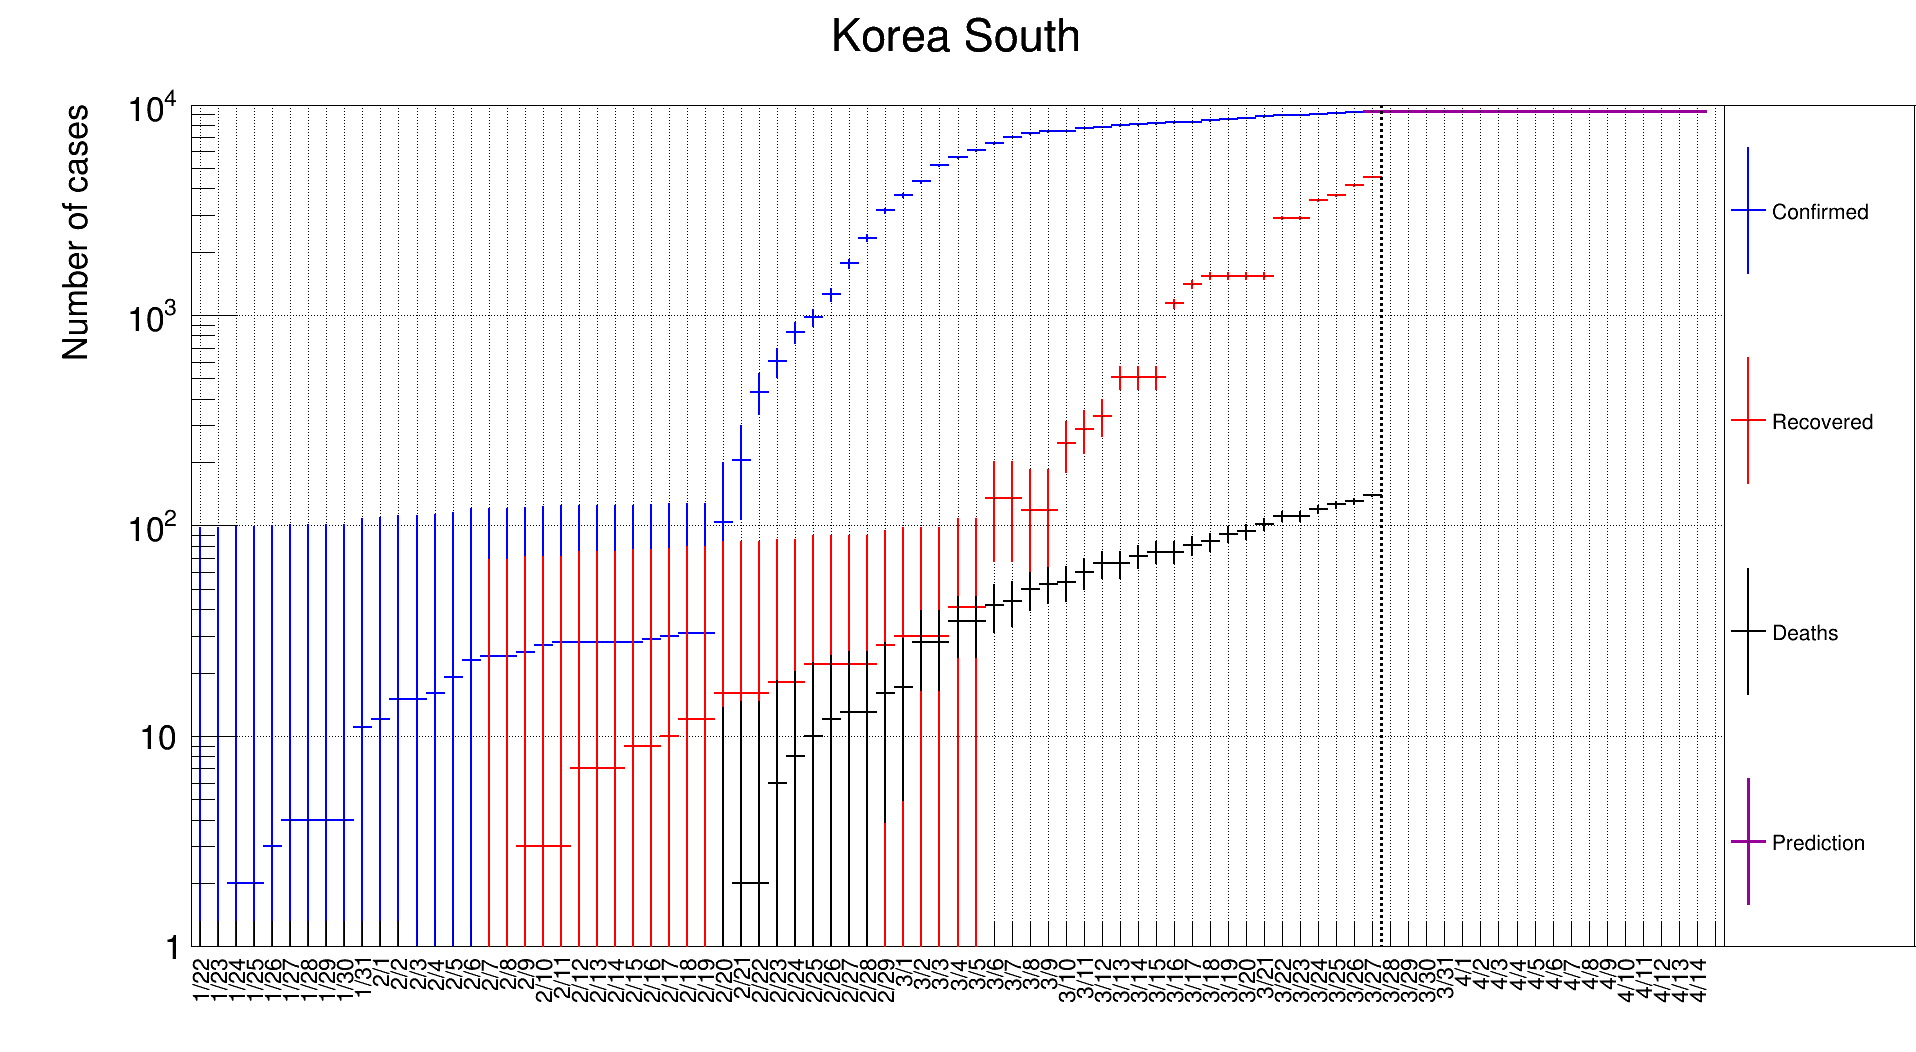 Korea South
Number of cases
10^4
10^3
10^2
10
1
1/22 1/23 1/24 1/25 1/26 1/27 1/28 1/29 1/30 1/31 2/1 2/2 2/3 2/4 2/5 2/6 2/7 2/8 2/9 2/10 2/11 2/12 2/13 2/14 2/15 2/16 2/17 2/18 2/19 2/20 2/21 2/22 2/23 2/24 2/25 2/26 2/27 2/28 2/29 3/1 3/2 3/3 3/4 3/5 3/6 3/7 3/8 3/9 3/10 3/11 3/12 3/13 3/14 3/15 3/16 3/17 3/18 3/19 3/20 3/21 3/22 3/23 3/24 3/25 3/26 3/27 3/28 3/29 3/30 3/31 4/1 4/2 4/3 4/4 4/5 4/6 4/7 4/8 4/9 4/10 4/11 4/12 4/13 4/14
Confirmed
Recovered
Deaths
Prediction